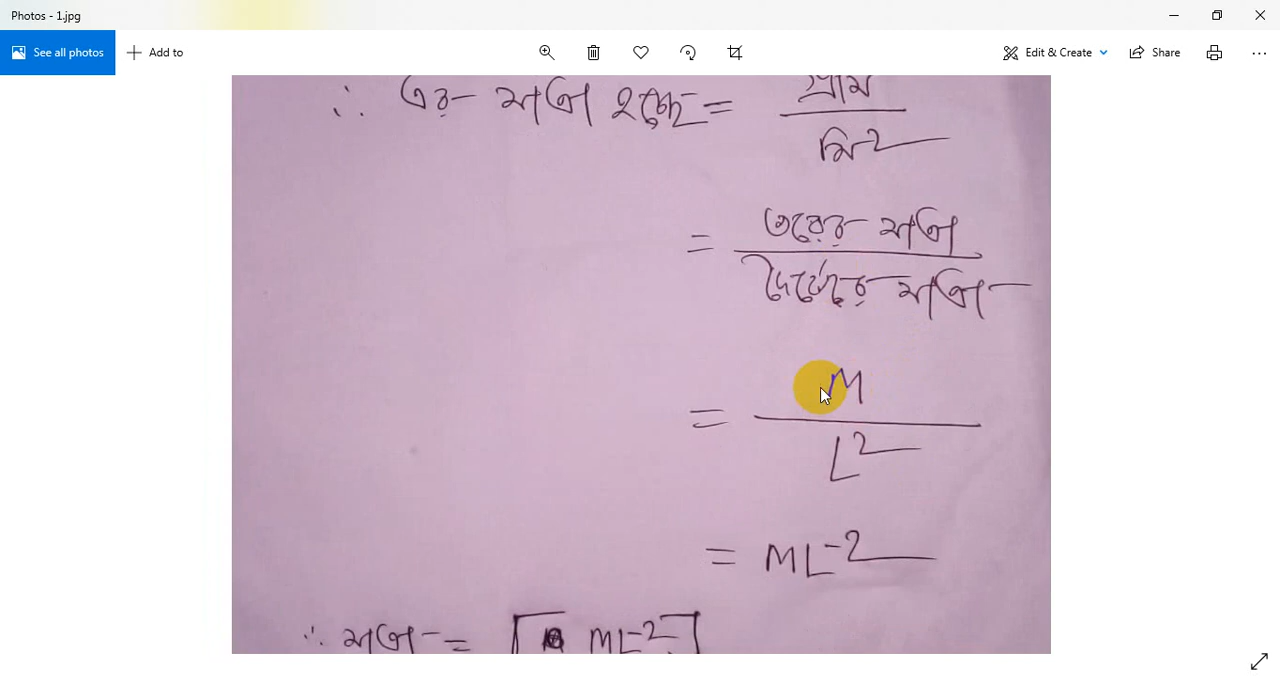 Photos - 1.jpg
See all photos
Add to
Edit & Create
Share
∴ এর মাত্রা হচ্ছে = গ্রাম
মি²
= ভরের মাত্রা
দৈর্ঘ্যের মাত্রা
= M
L²
= ML⁻²
∴ মাত্রা = [ ML⁻²]